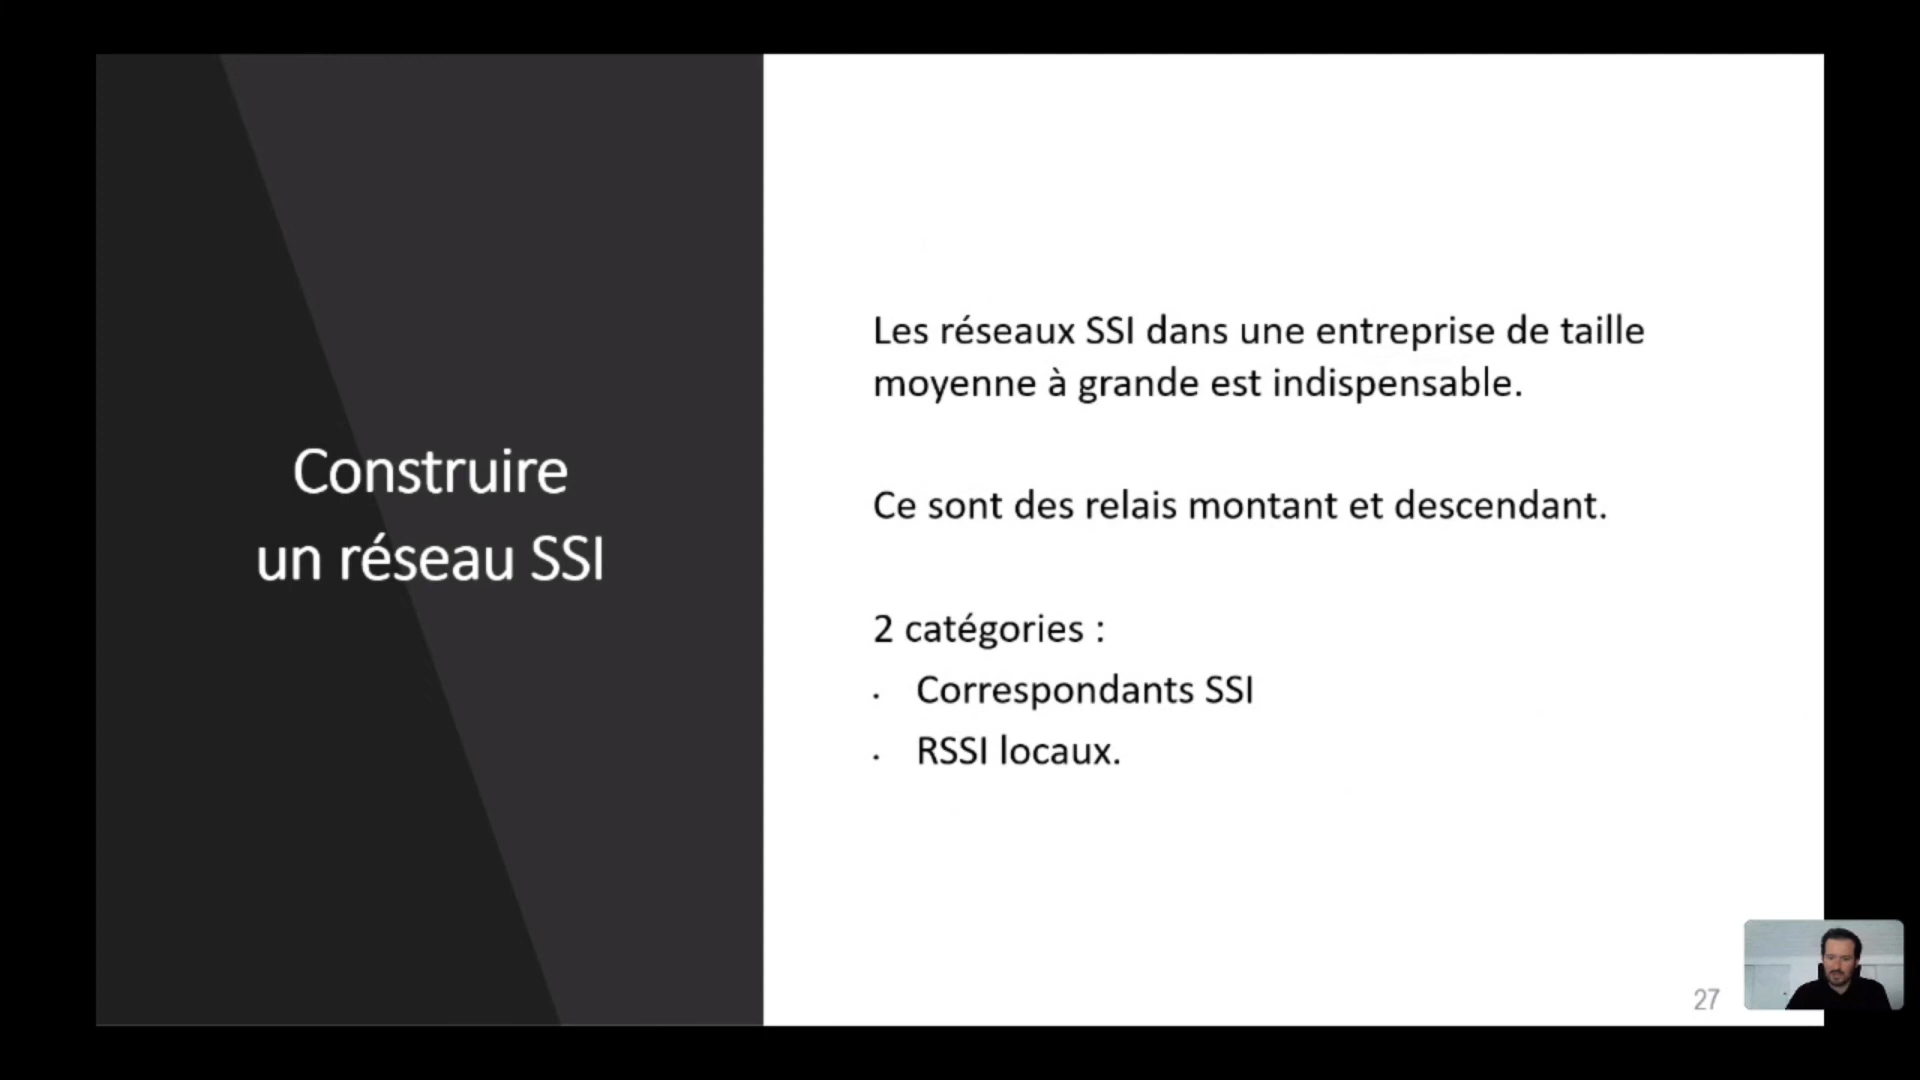 Construire
un réseau SSI
Les réseaux SSI dans une entreprise de taille
moyenne à grande est indispensable.
Ce sont des relais montant et descendant.
2 catégories :
• Correspondants SSI
• RSSI locaux.
27